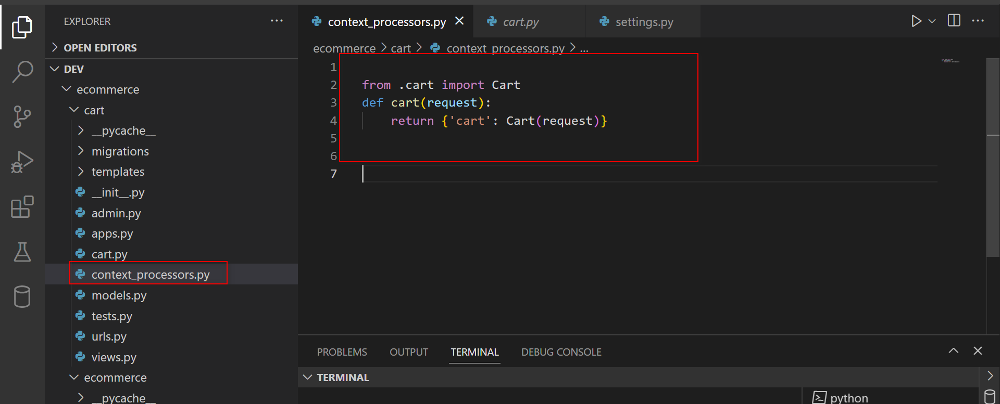 EXPLORER
OPEN EDITORS
DEV
ecommerce
cart
__pycache__
migrations
templates
__init__.py
admin.py
apps.py
cart.py
context_processors.py
models.py
tests.py
urls.py
views.py
ecommerce
__pycache__
context_processors.py
cart.py
settings.py
ecommerce > cart > context_processors.py > ...
1
2 from .cart import Cart
3 def cart(request):
4     return {'cart': Cart(request)}
5
6
7
PROBLEMS OUTPUT TERMINAL DEBUG CONSOLE
TERMINAL
python